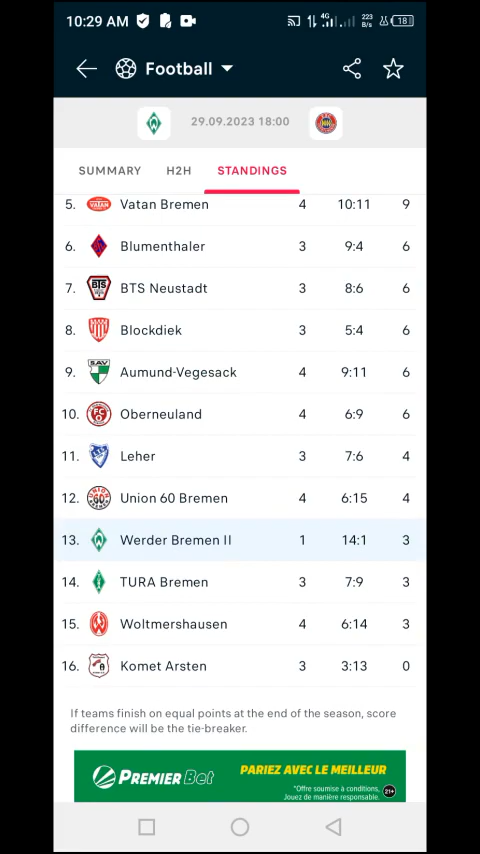 10:29 AM 4G 223 B/s 18
Football
29.09.2023 18:00
SUMMARY H2H STANDINGS
5. Vatan Bremen 4 10:11 9
6. Blumenthaler 3 9:4 6
7. BTS Neustadt 3 8:6 6
8. Blockdiek 3 5:4 6
9. Aumund-Vegesack 4 9:11 6
10. Oberneuland 4 6:9 6
11. Leher 3 7:6 4
12. Union 60 Bremen 4 6:15 4
13. Werder Bremen II 1 14:1 3
14. TURA Bremen 3 7:9 3
15. Woltmershausen 4 6:14 3
16. Komet Arsten 3 3:13 0
If teams finish on equal points at the end of the season, score
difference will be the tie-breaker.
PREMIER Bet PARIEZ AVEC LE MEILLEUR
*Offre soumise à conditions,
Jouez de manière responsable. 21+